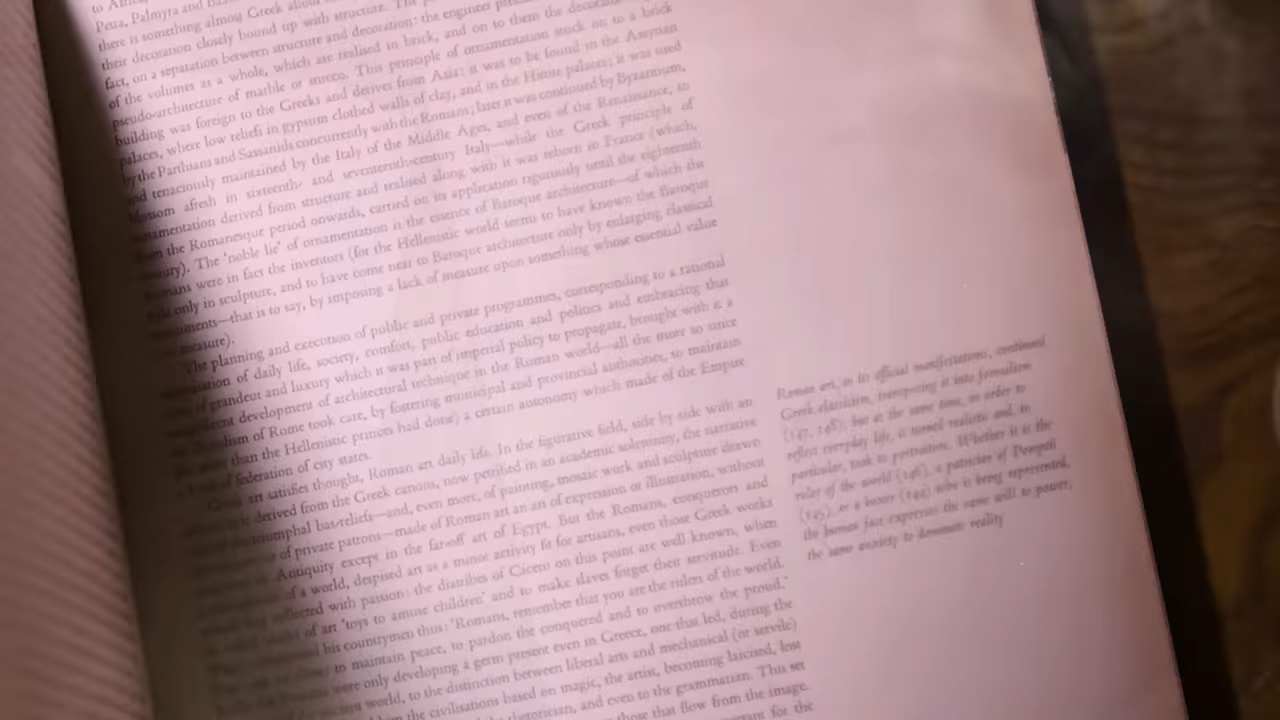 to Africa,
Petra, Palmyra and
there is something almost Greek about
their decoration closely bound up with structure. The
fact, on a separation between structure and decoration: the engineer
of the volumes as a whole, which are realised in brick, and on to them the
pseudo-architecture of marble or stucco. This principle of ornamentation stuck on to a brick
building was foreign to the Greeks and derives from Asia: it was to be found in the Assyrian
palaces, where low reliefs in gypsum clothed walls of clay, and in the Hittite palaces; it was used
by the Parthians and Sassanids concurrently with the Romans; later it was continued by Byzantium,
and tenaciously maintained by the Italy of the Middle Ages, and even of the Renaissance, to
blossom afresh in sixteenth- and seventeenth-century Italy—while the Greek principle of
ornamentation derived from structure and realised along with it was reborn in France (which,
from the Romanesque period onwards, carried on its application rigorously until the eighteenth
century). The 'noble lie' of ornamentation is the essence of Baroque architecture—of which the
Romans were in fact the inventors (for the Hellenistic world seems to have known the Baroque
only in sculpture, and to have come near to Baroque architecture only by enlarging classical
—that is to say, by imposing a lack of measure upon something whose essential value
measure).
The planning and execution of public and private programmes, corresponding to a rational
of daily life, society, comfort, public education and politics and embracing that
of grandeur and luxury which it was part of imperial policy to propagate, brought with it a
development of architectural technique in the Roman world—all the more so since
of Rome took care, by fostering municipal and provincial authorities, to maintain
than the Hellenistic princes had done) a certain autonomy which made of the Empire
a kind of federation of city states.
art satisfies thought, Roman art daily life. In the figurative field, side by side with an
derived from the Greek canons, now petrified in an academic solemnity, the narrative
triumphal bas-reliefs—and, even more, of painting, mosaic work and sculpture drawn
of private patrons—made of Roman art an art of expression or illustration, without
Antiquity except in the far-off art of Egypt. But the Romans, conquerors and
of a world, despised art as a minor activity fit for artisans, even those Greek works
collected with passion: the diatribes of Cicero on this point are well known, when
of art 'toys to amuse children' and to make slaves forget their servitude. Even
his countrymen thus: 'Romans, remember that you are the rulers of the world.
to maintain peace, to pardon the conquered and to overthrow the proud.'
were only developing a germ present even in Greece, one that led, during the
ancient world, to the distinction between liberal arts and mechanical (or servile)
the civilisations based on magic, the artist, becoming laicised, lost
rhetorician, and even to the grammarian. This set
those that flow from the image.
for the
Roman art, in its official manifestations, continued
Greek classicism, transposing it into formalism
(147, 148), but at the same time, in order to
reflect everyday life, it turned realistic and, in
particular, took to portraiture. Whether it is the
ruler of the world (146), a patrician of Pompeii
(145), or a boxer (144) who is being represented,
the human face expresses the same will to power,
the same anxiety to dominate reality